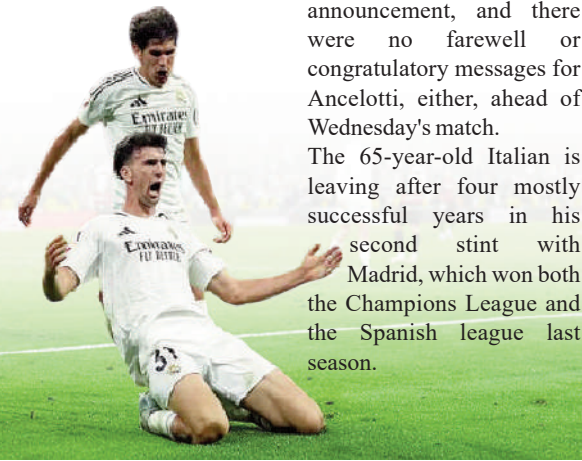 announcement, and there
were no farewell or
congratulatory messages for
Ancelotti, either, ahead of
Wednesday's match.
The 65-year-old Italian is
leaving after four mostly
successful years in his
second stint with
Madrid, which won both
the Champions League and
the Spanish league last
season.
Emirates
FLY BETTER
Emirates
FLY BETTER
31